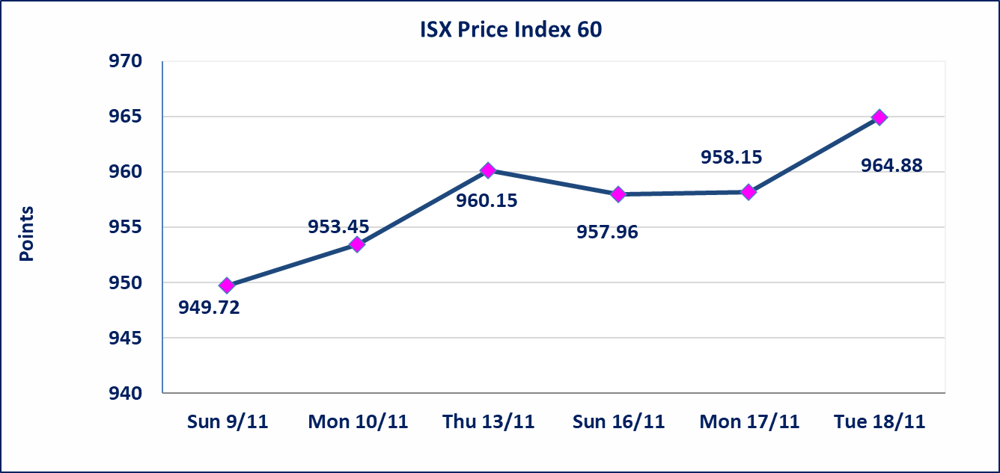 ISX Price Index 60
Points
970
965
960
955
950
945
940
949.72
953.45
960.15
957.96
958.15
964.88
Sun 9/11
Mon 10/11
Thu 13/11
Sun 16/11
Mon 17/11
Tue 18/11